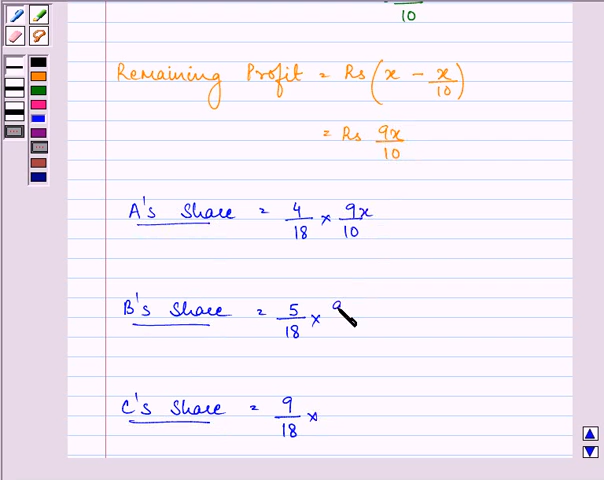 10
Remaining Profit = Rs (x - x/10)
= Rs 9x/10
A's Share = 4/18 × 9x/10
B's Share = 5/18 × 9
C's Share = 9/18 ×